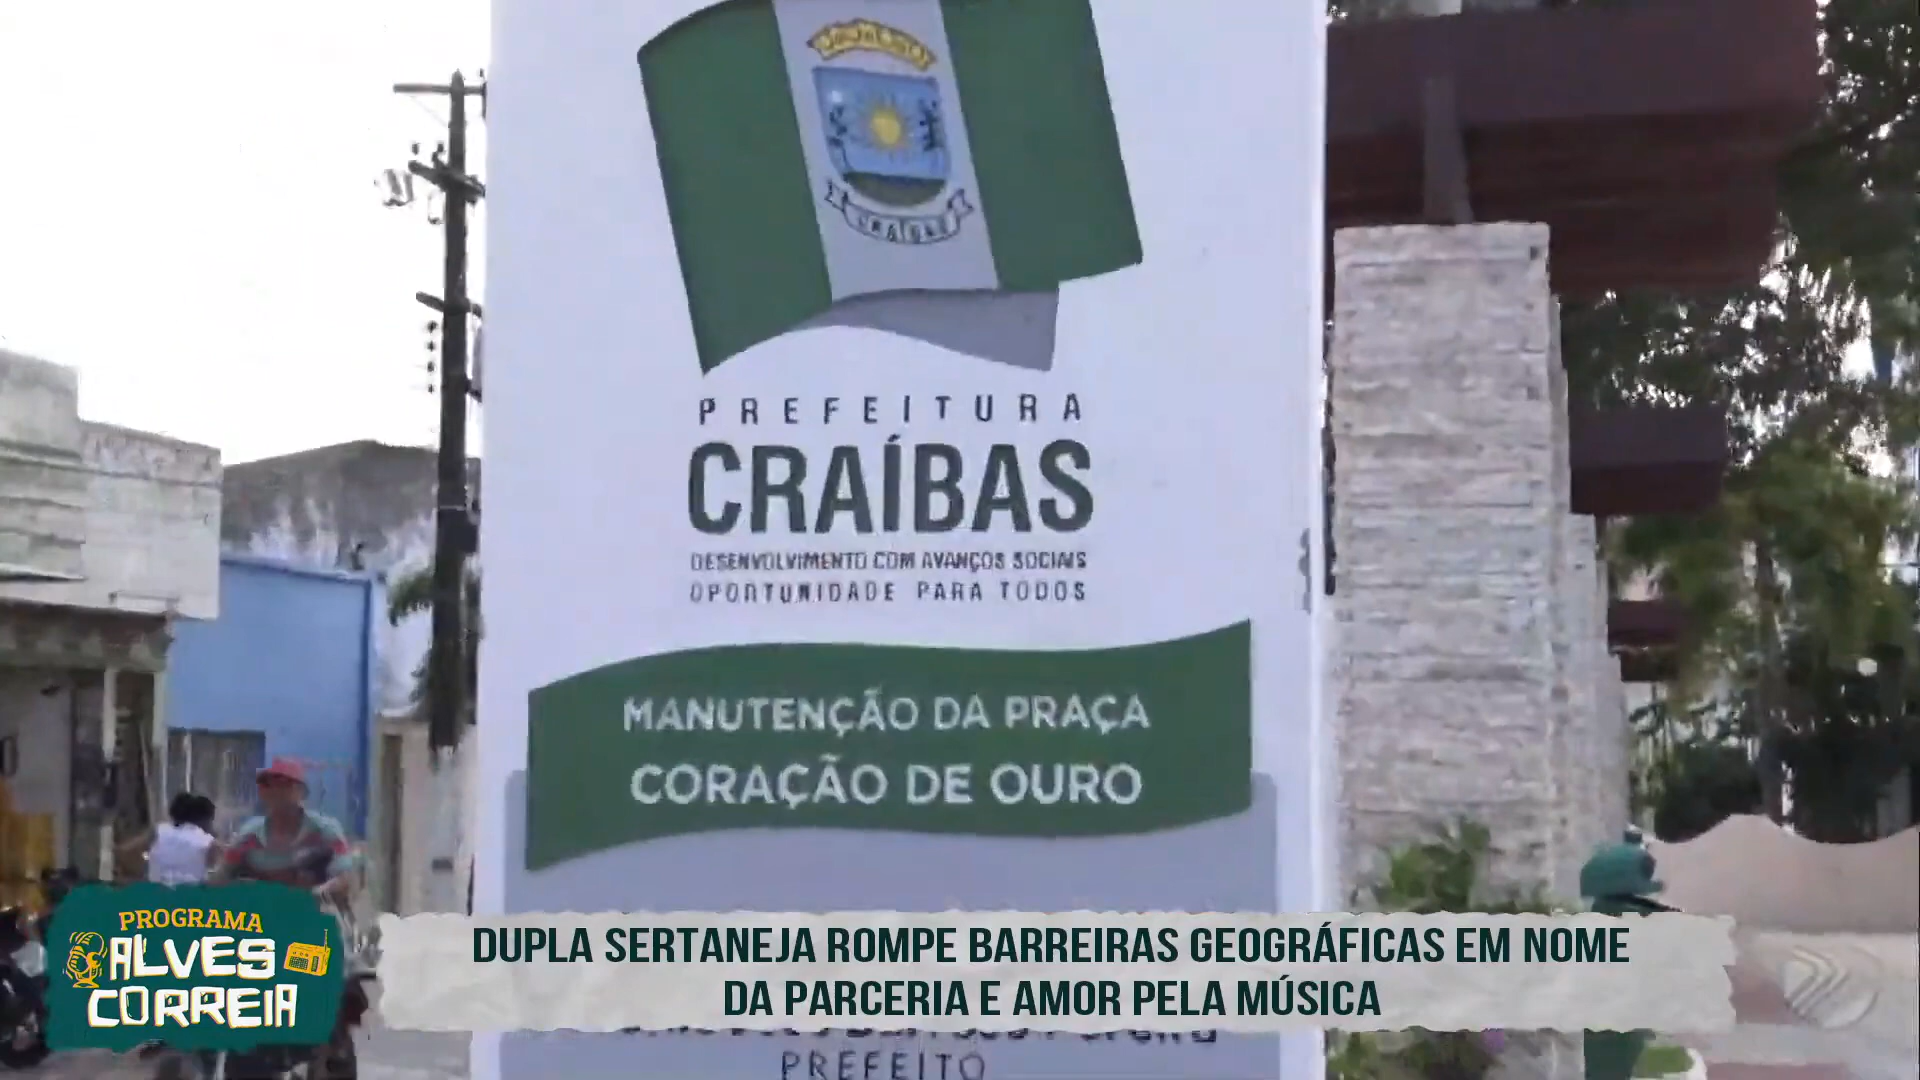 CRAÍBAS
PREFEITURA
CRAÍBAS
DESENVOLVIMENTO COM AVANÇOS SOCIAIS
OPORTUNIDADE PARA TODOS
MANUTENÇÃO DA PRAÇA
CORAÇÃO DE OURO
PROGRAMA
ALVES
CORREIA
DUPLA SERTANEJA ROMPE BARREIRAS GEOGRÁFICAS EM NOME
DA PARCERIA E AMOR PELA MÚSICA
PREFEITO